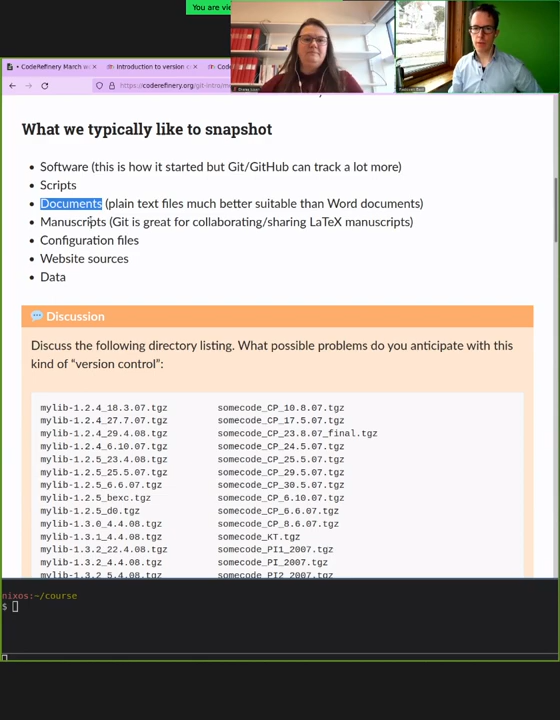 You are vie
CodeRefinery March w
Introduction to version c
Cod
https://coderefinery.org/git-intro/m
What we typically like to snapshot
• Software (this is how it started but Git/GitHub can track a lot more)
• Scripts
• Documents (plain text files much better suitable than Word documents)
• Manuscripts (Git is great for collaborating/sharing LaTeX manuscripts)
• Configuration files
• Website sources
• Data
Discussion
Discuss the following directory listing. What possible problems do you anticipate with this
kind of “version control”:
mylib-1.2.4_18.3.07.tgz somecode_CP_10.8.07.tgz
mylib-1.2.4_27.7.07.tgz somecode_CP_17.5.07.tgz
mylib-1.2.4_29.4.08.tgz somecode_CP_23.8.07_final.tgz
mylib-1.2.4_6.10.07.tgz somecode_CP_24.5.07.tgz
mylib-1.2.5_23.4.08.tgz somecode_CP_25.5.07.tgz
mylib-1.2.5_25.5.07.tgz somecode_CP_29.5.07.tgz
mylib-1.2.5_6.6.07.tgz somecode_CP_30.5.07.tgz
mylib-1.2.5_bexc.tgz somecode_CP_6.10.07.tgz
mylib-1.2.5_d0.tgz somecode_CP_6.6.07.tgz
mylib-1.3.0_4.4.08.tgz somecode_CP_8.6.07.tgz
mylib-1.3.1_4.4.08.tgz somecode_KT.tgz
mylib-1.3.2_22.4.08.tgz somecode_PI1_2007.tgz
mylib-1.3.2_4.4.08.tgz somecode_PI_2007.tgz
mylib-1.3.2_5.4.08.tgz somecode_PI2_2007.tgz
nixos:~/course
$